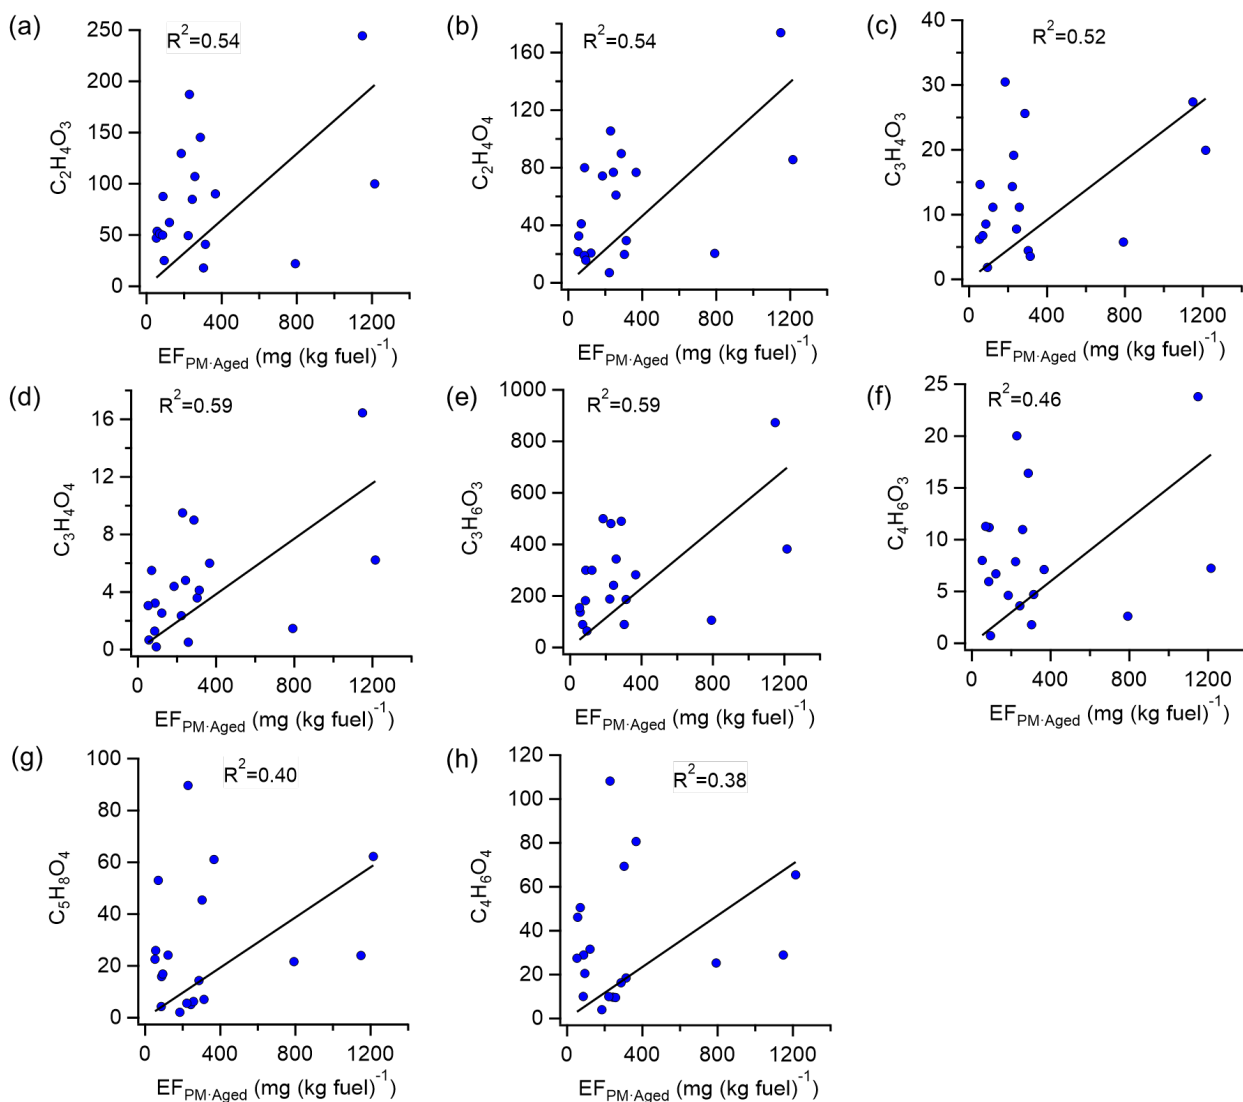 (a)
R²=0.54
250
200
150
100
50
0
C₂H₄O₃
0 400 800 1200
EF_PM·Aged (mg (kg fuel)⁻¹)
(b)
R²=0.54
160
120
80
40
0
C₂H₄O₄
0 400 800 1200
EF_PM·Aged (mg (kg fuel)⁻¹)
(c)
R²=0.52
40
30
20
10
0
C₃H₄O₃
0 400 800 1200
EF_PM·Aged (mg (kg fuel)⁻¹)
(d)
R²=0.59
16
12
8
4
0
C₃H₄O₄
0 400 800 1200
EF_PM·Aged (mg (kg fuel)⁻¹)
(e)
R²=0.59
1000
800
600
400
200
0
C₃H₆O₃
0 400 800 1200
EF_PM·Aged (mg (kg fuel)⁻¹)
(f)
R²=0.46
25
20
15
10
5
0
C₄H₆O₃
0 400 800 1200
EF_PM·Aged (mg (kg fuel)⁻¹)
(g)
R²=0.40
100
80
60
40
20
0
C₅H₈O₄
0 400 800 1200
EF_PM·Aged (mg (kg fuel)⁻¹)
(h)
R²=0.38
120
100
80
60
40
20
0
C₄H₆O₄
0 400 800 1200
EF_PM·Aged (mg (kg fuel)⁻¹)